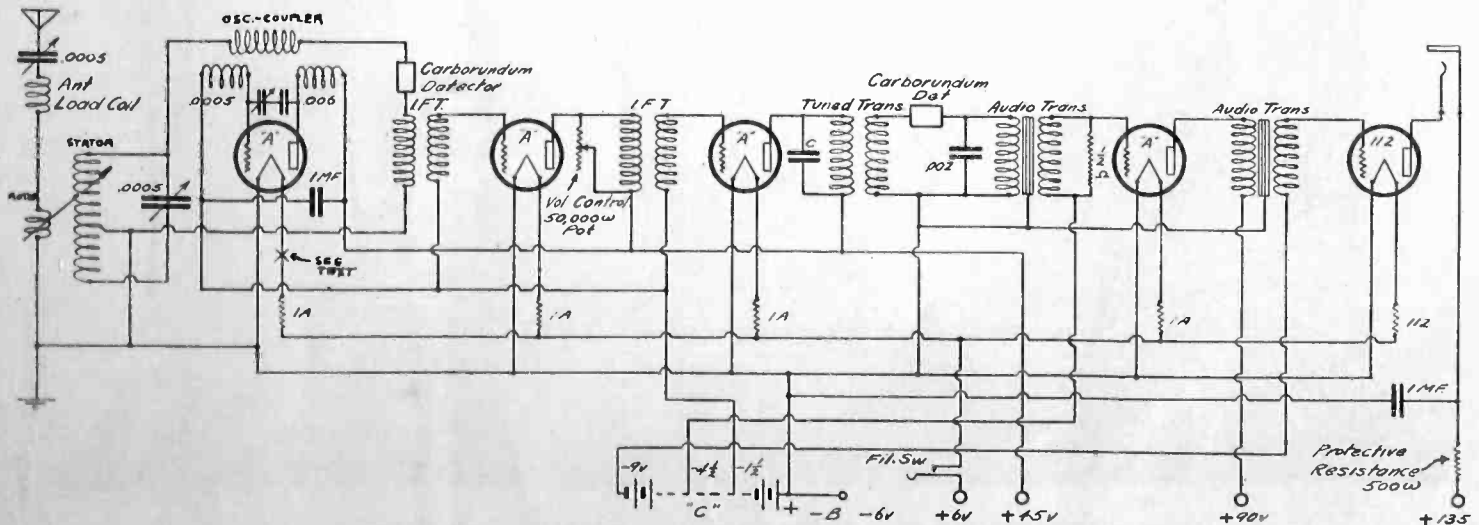 OSC.-COUPLER
.0005
Ant
Load Coil
STATOR
ROTOR
.0005
.0005
.006
"A"
1MF
SEE
TEXT
1A
Carborundum
Detector
I.F.T.
"A"
Vol Control
50,000ω
Pot
1A
I F T
"A"
1A
C
Tuned Trans
Carborundum
Det
.002
Audio Trans
"A"
1A
Audio Trans
112
112
1MF.
Protective
Resistance
500ω
-9v
-4½
-1½
"C"
+
-B
-6v
Fil. Sw
+6v
+45v
+90v
+135